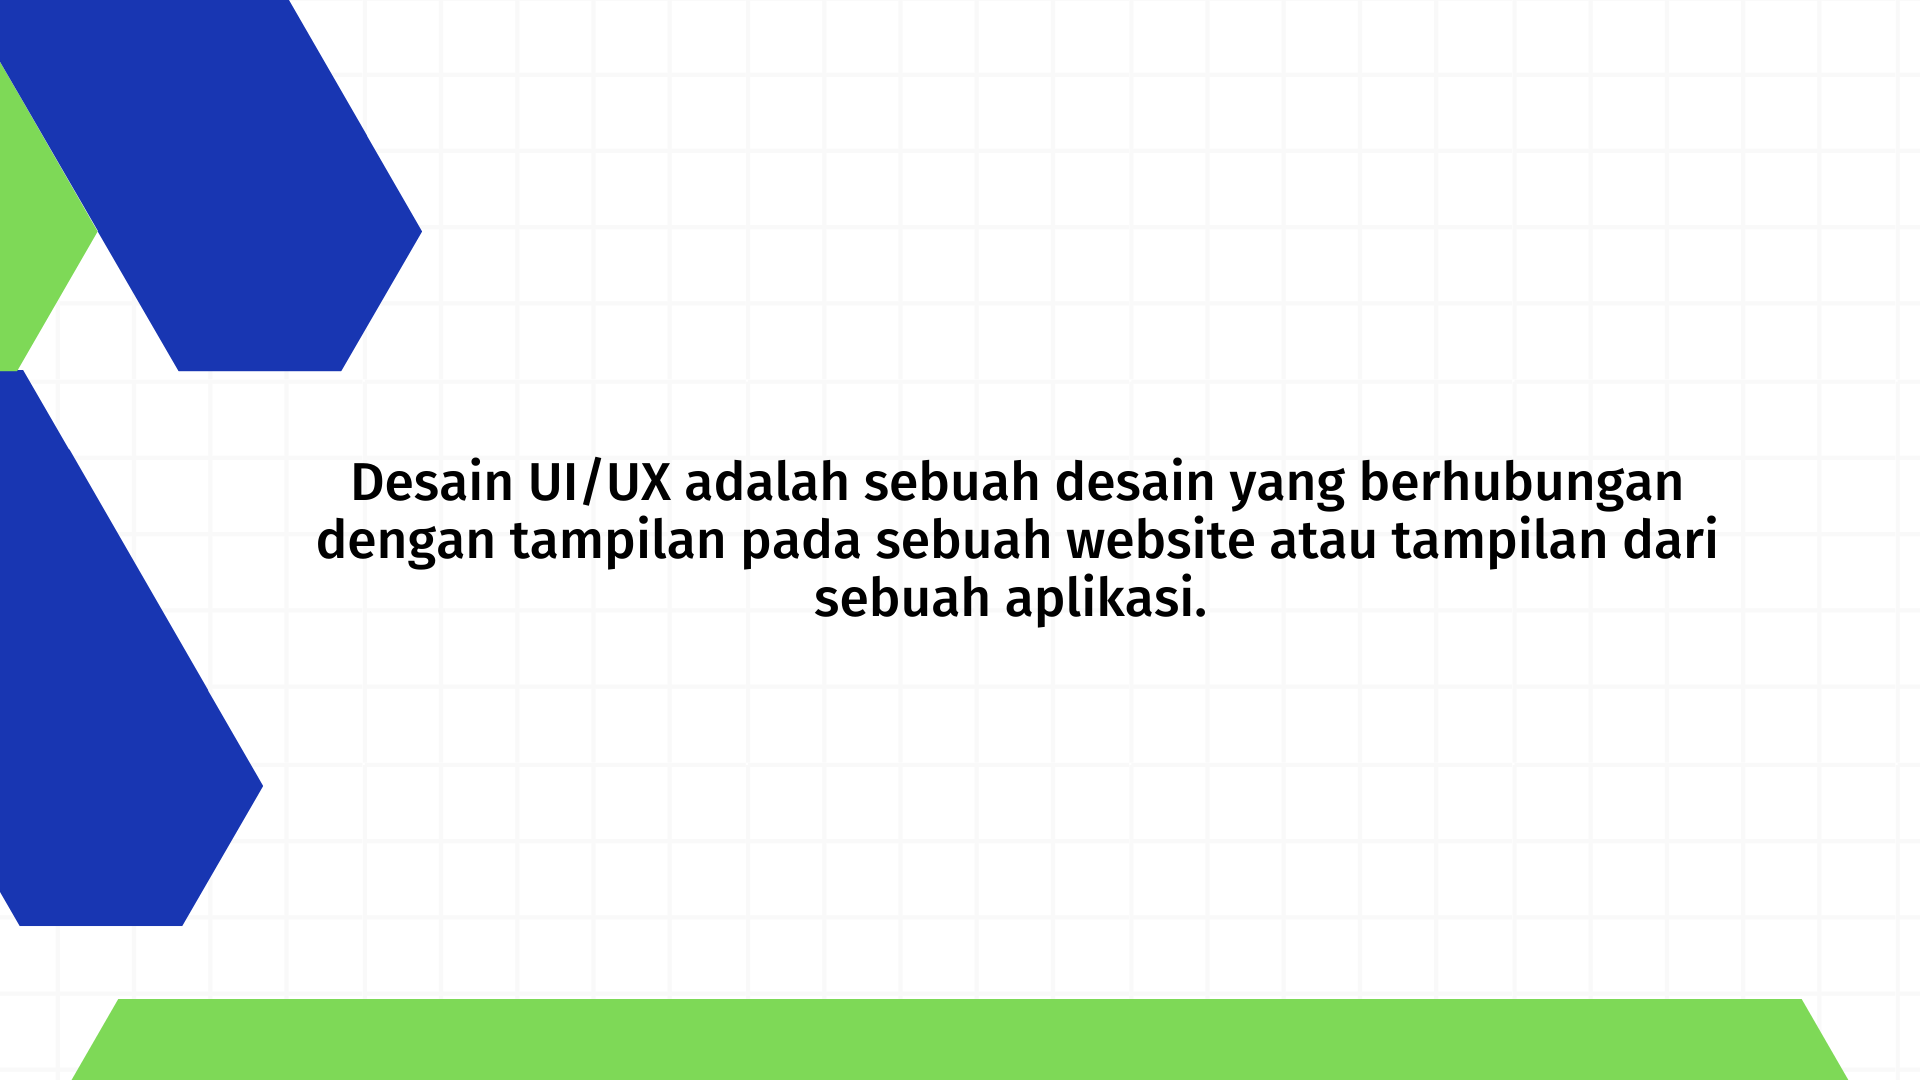 Desain UI/UX adalah sebuah desain yang berhubungan
dengan tampilan pada sebuah website atau tampilan dari
sebuah aplikasi.